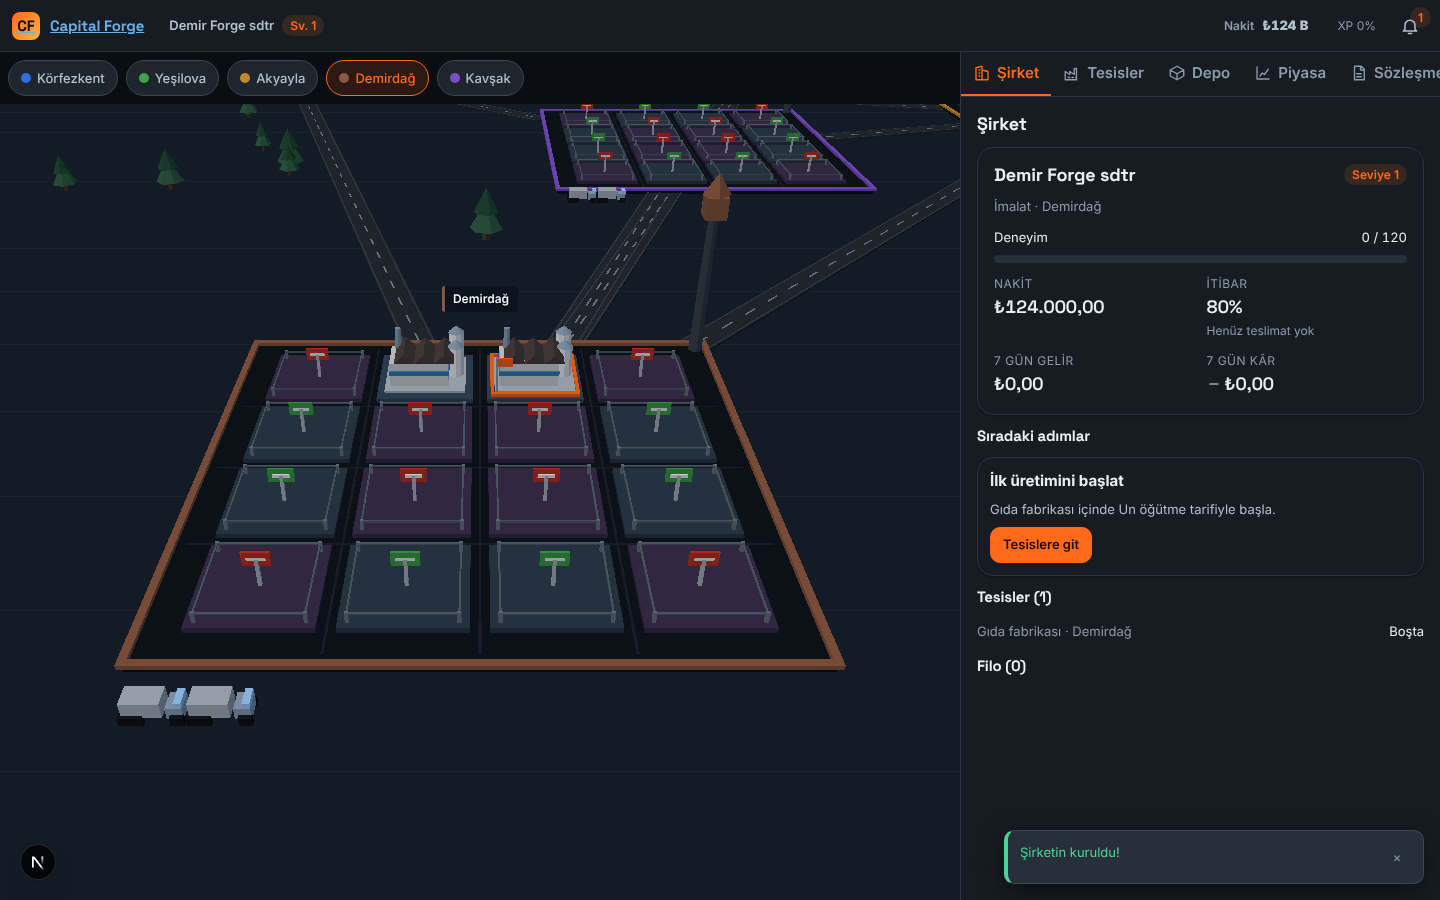 CF Capital Forge Demir Forge sdtr Sv. 1 Nakit ₺124 B XP 0% 1
Körfezkent Yeşilova Akyayla Demirdağ Kavşak
Şirket Tesisler Depo Piyasa Sözleşme
Şirket
Demir Forge sdtr Seviye 1
İmalat · Demirdağ
Deneyim 0 / 120
NAKİT İTİBAR
₺124.000,00 80%
Henüz teslimat yok
7 GÜN GELİR 7 GÜN KÂR
₺0,00 — ₺0,00
Demirdağ
Sıradaki adımlar
İlk üretimini başlat
Gıda fabrikası içinde Un öğütme tarifiyle başla.
Tesislere git
Tesisler (1)
Gıda fabrikası · Demirdağ Boşta
Filo (0)
Şirketin kuruldu! ×
N